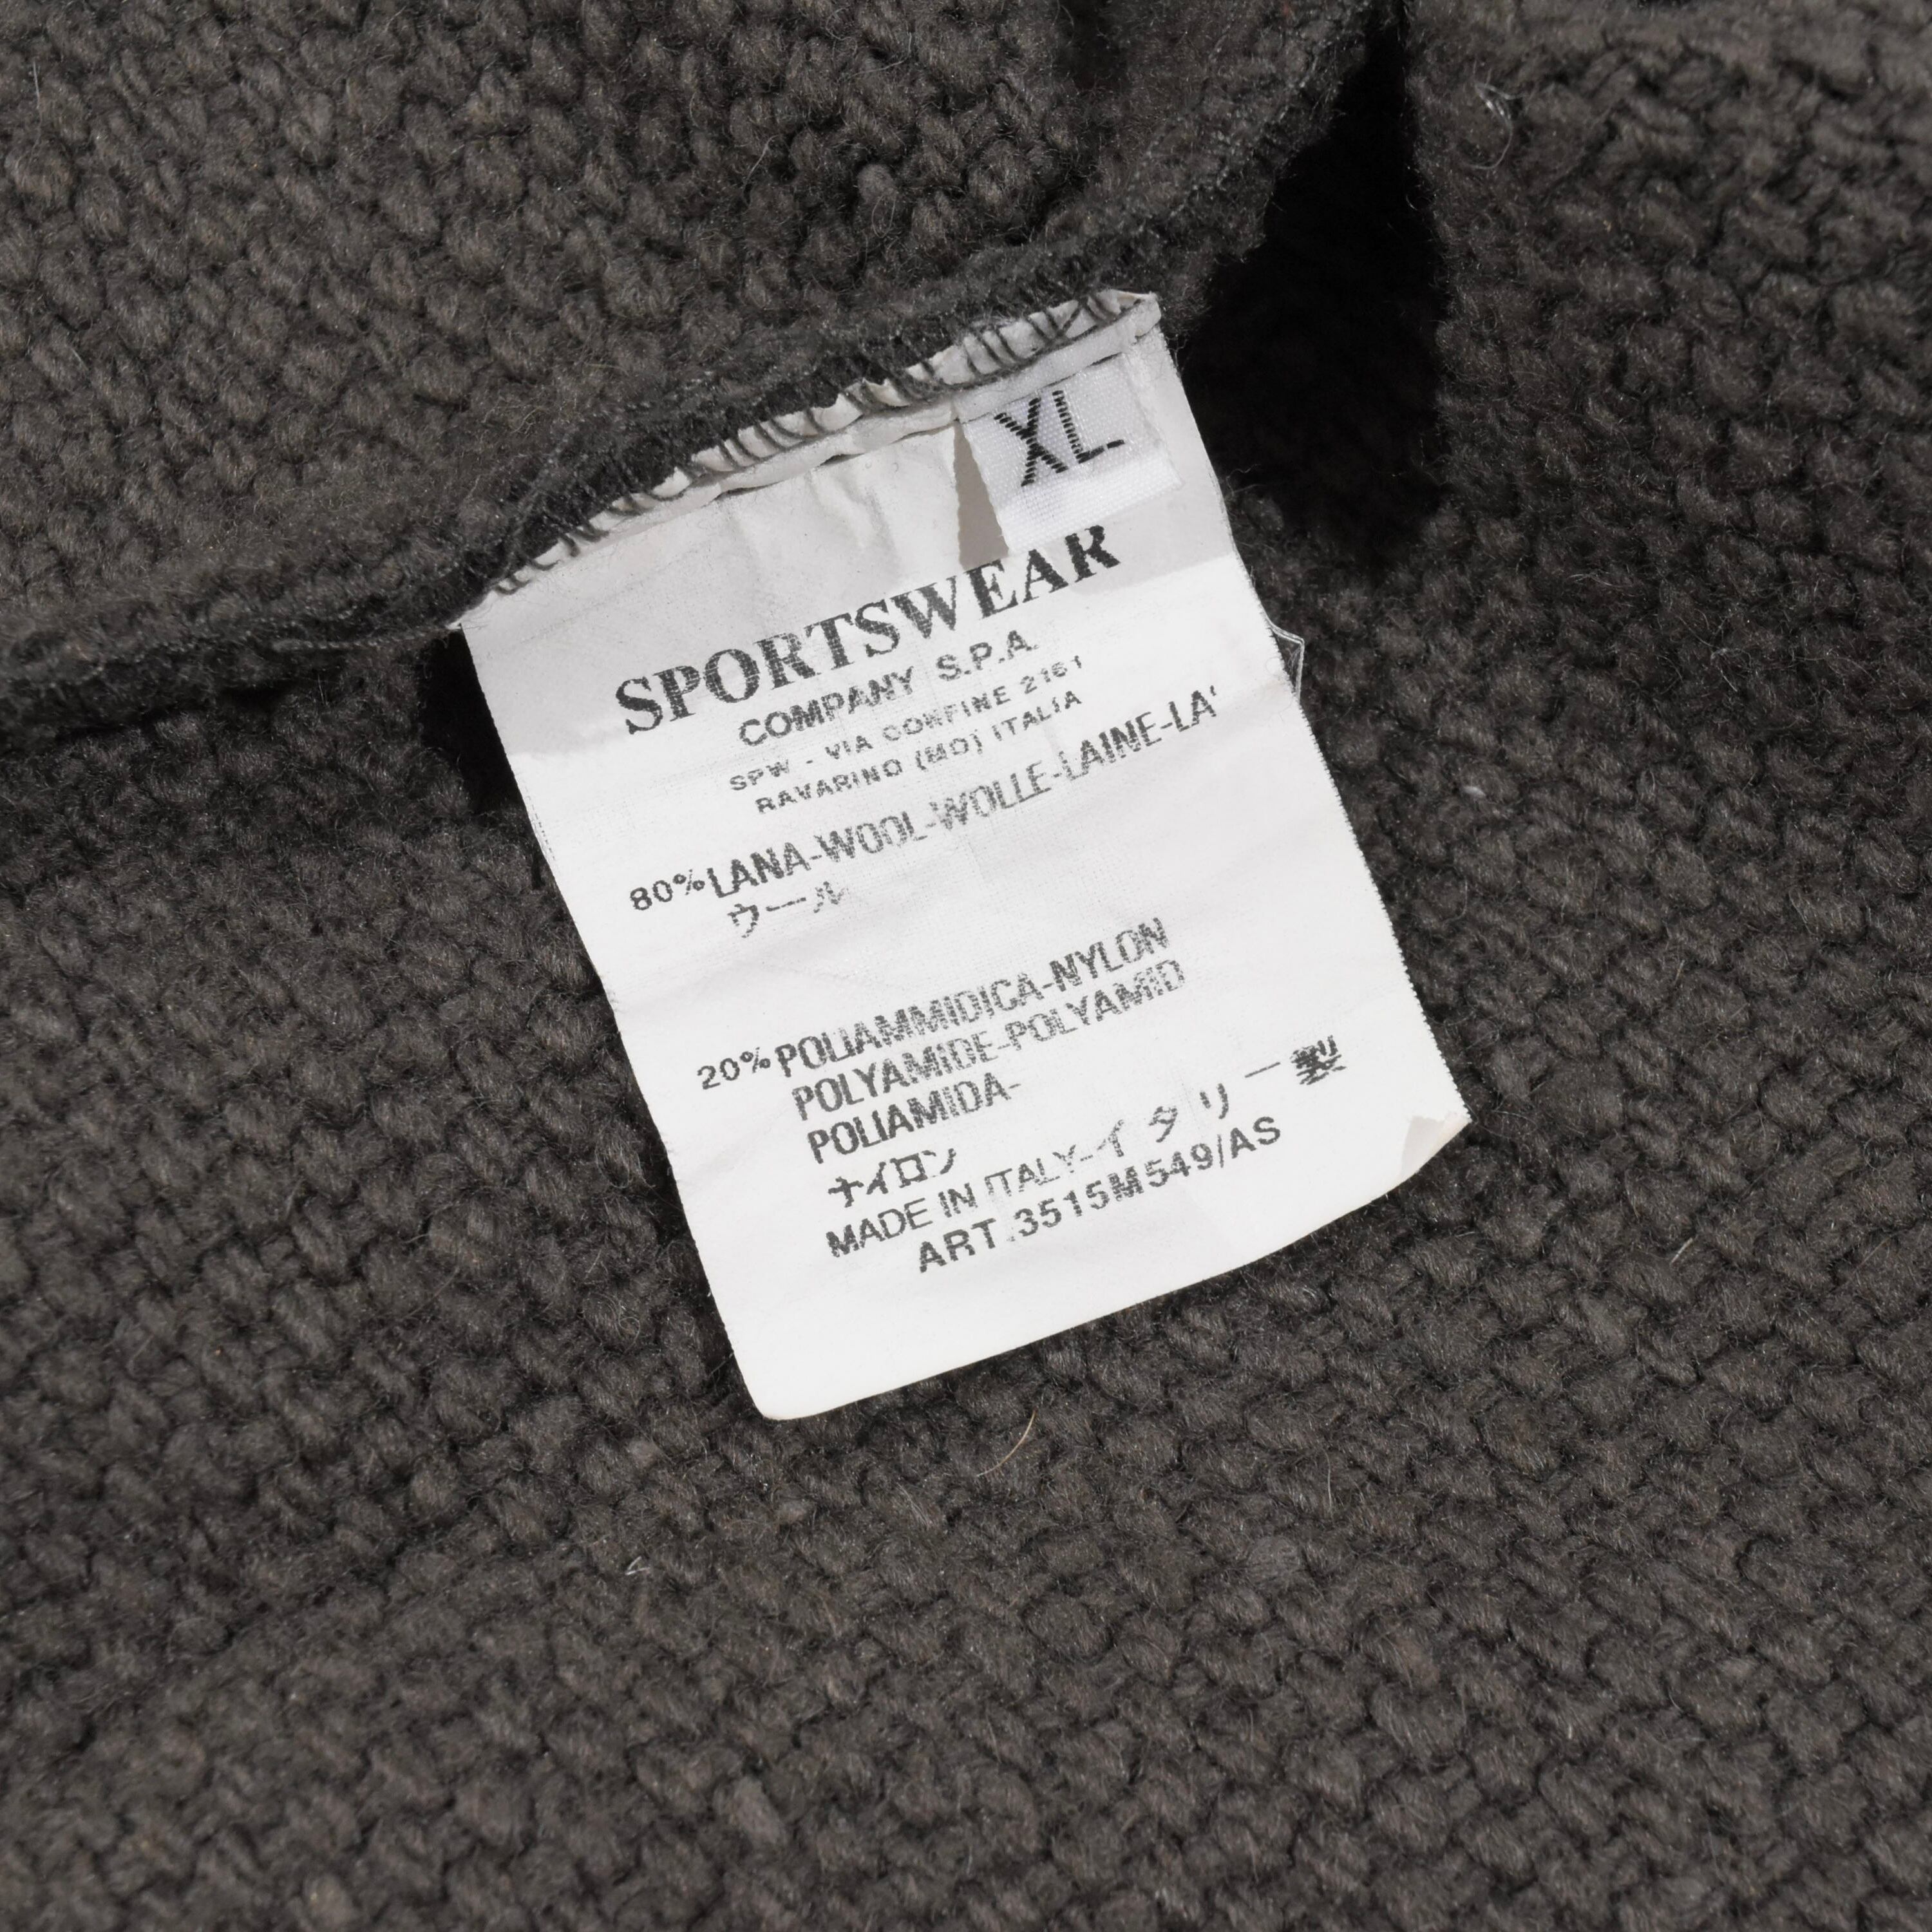 XL
SPORTSWEAR
COMPANY S.P.A.
SPW - VIA CONFINE 2161
RAVARINO (MO) ITALIA
80%LANA-WOOL-WOLLE-LAINE-LA'
ウール
20%POLIAMMIDICA-NYLON
POLYAMIDE-POLYAMID
POLIAMIDA-
ナイロン
MADE IN ITALY-イタリー製
ART.3515M549/AS